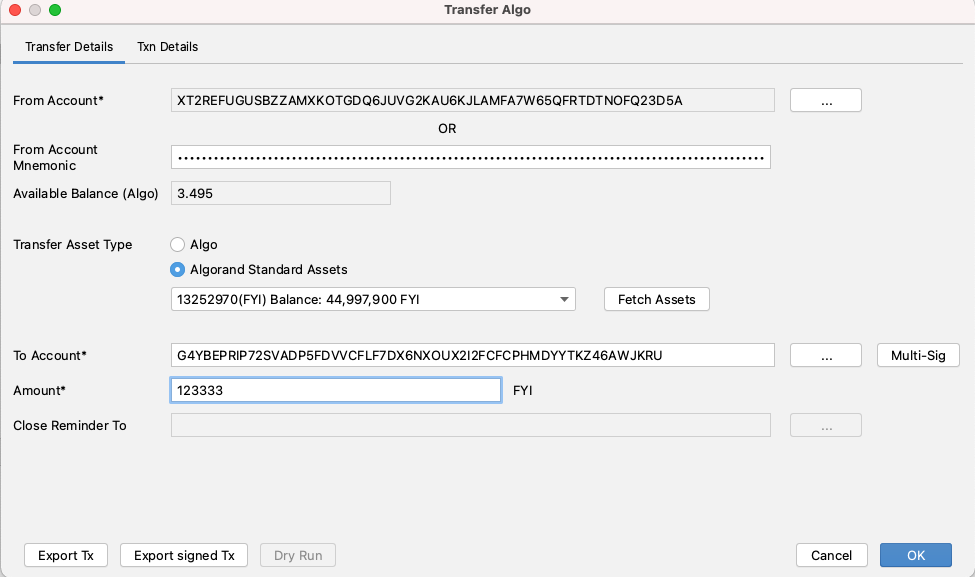 Transfer Algo
Transfer Details Txn Details
From Account* XT2REFUGUSBZZAMXKOTGDQ6JUVG2KAU6KJLAMFA7W65QFRTDTNOFQ23D5A ...
OR
From Account
Mnemonic
Available Balance (Algo) 3.495
Transfer Asset Type Algo
Algorand Standard Assets
13252970(FYI) Balance: 44,997,900 FYI Fetch Assets
To Account* G4YBEPRIP72SVADP5FDVVCFLF7DX6NXOUX2I2FCFCPHMDYYTKZ46AWJKRU ... Multi-Sig
Amount* 123333 FYI
Close Reminder To ...
Export Tx Export signed Tx Dry Run Cancel OK